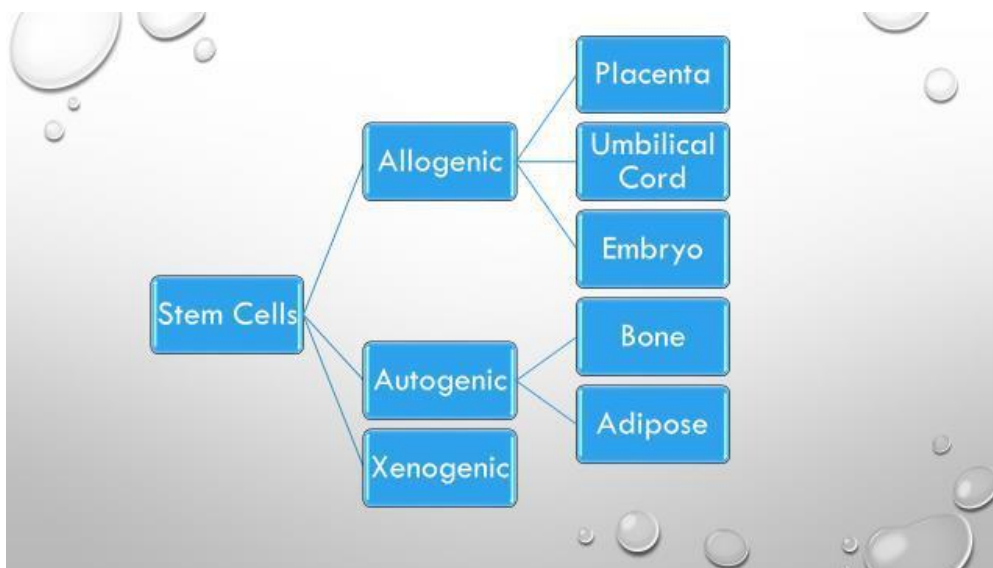 Stem Cells
Allogenic
Placenta
Umbilical
Cord
Embryo
Autogenic
Bone
Adipose
Xenogenic